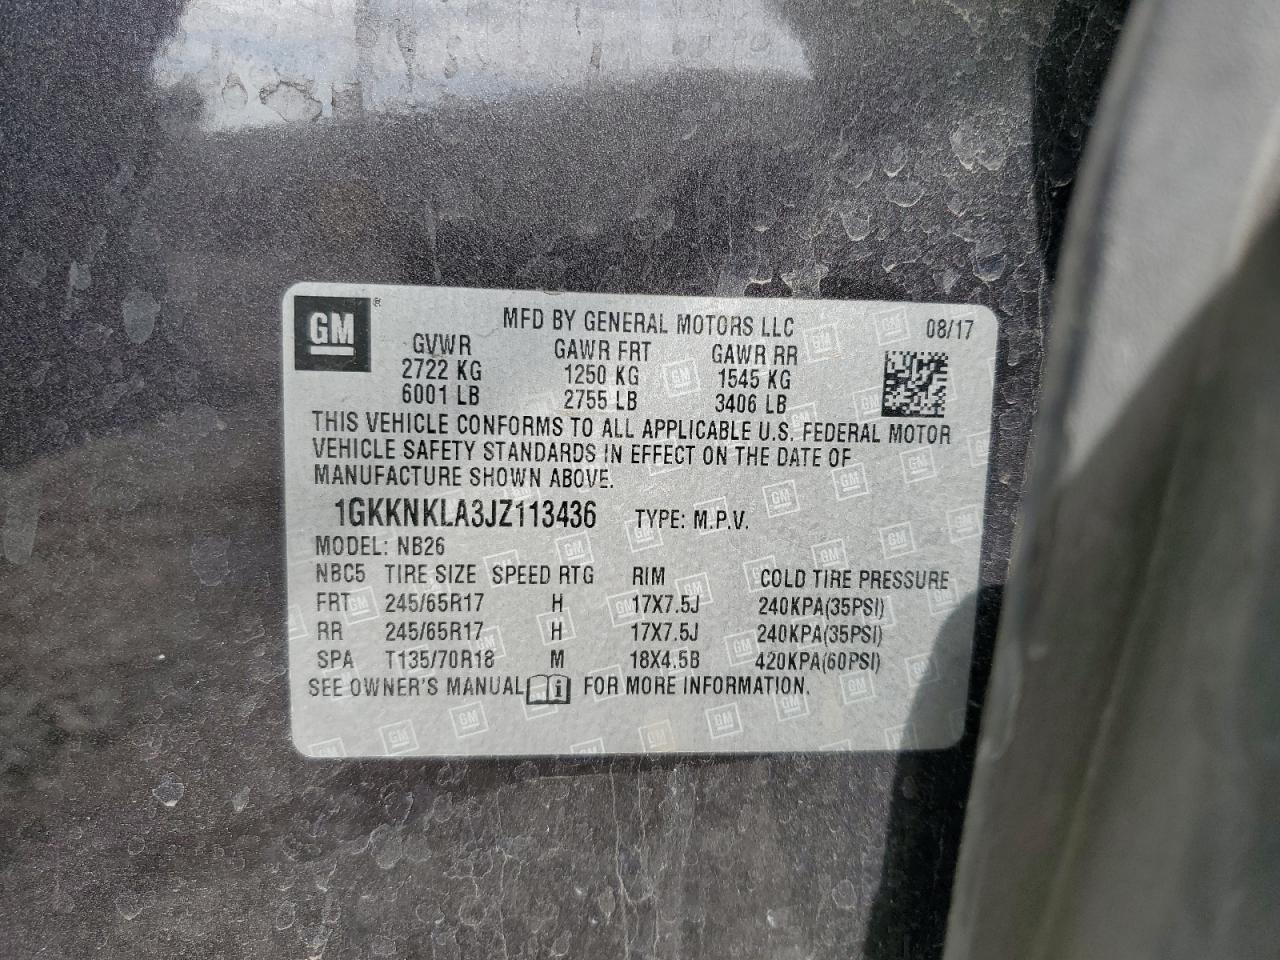 GM ®
MFD BY GENERAL MOTORS LLC 08/17
GVWR GAWR FRT GAWR RR
2722 KG 1250 KG 1545 KG
6001 LB 2755 LB 3406 LB
THIS VEHICLE CONFORMS TO ALL APPLICABLE U.S. FEDERAL MOTOR
VEHICLE SAFETY STANDARDS IN EFFECT ON THE DATE OF
MANUFACTURE SHOWN ABOVE.
1GKKNKLA3JZ113436 TYPE: M.P.V.
MODEL: NB26
NBC5 TIRE SIZE SPEED RTG RIM COLD TIRE PRESSURE
FRT 245/65R17 H 17X7.5J 240KPA(35PSI)
RR 245/65R17 H 17X7.5J 240KPA(35PSI)
SPA T135/70R18 M 18X4.5B 420KPA(60PSI)
SEE OWNER'S MANUAL i FOR MORE INFORMATION.